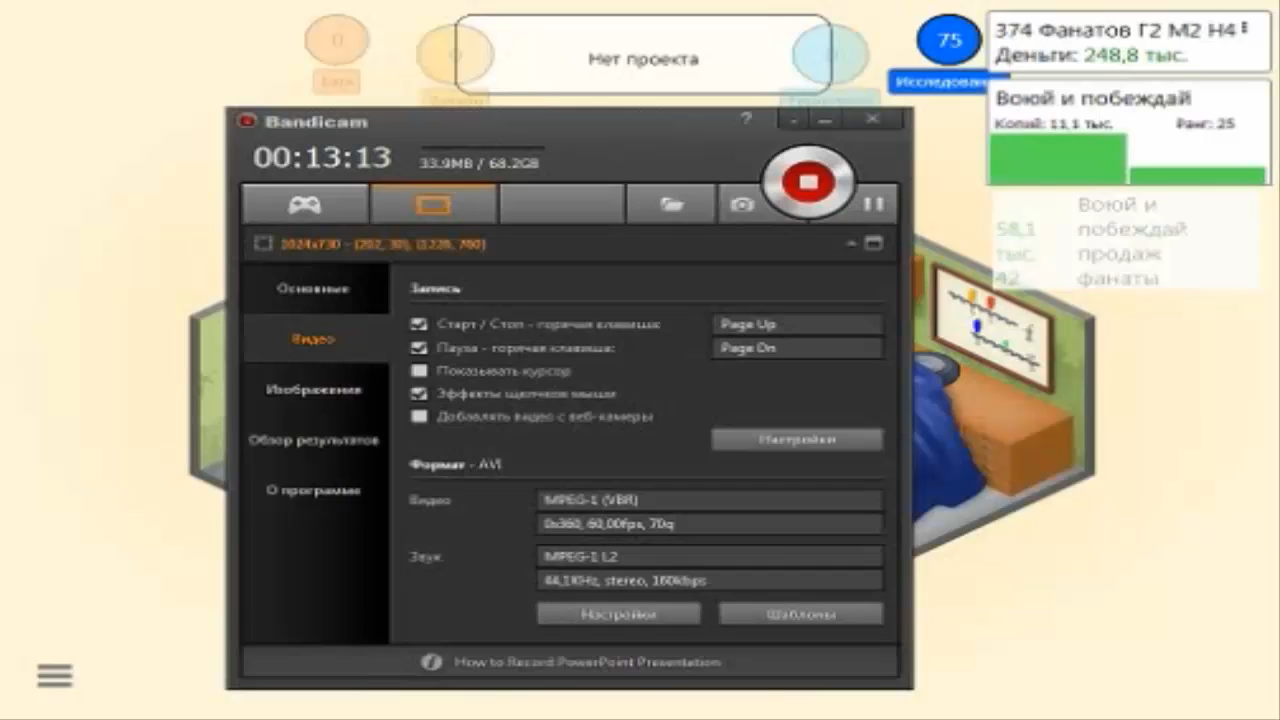 0
Нет проекта
75
Исследован
374 Фанатов Г2 М2 Н4
Деньги: 248,8 тыс.
Воюй и побеждай
Копий: 11,1 тыс. Ранг: 25
Воюй и
58,1 побеждай
тыс. продаж
42 фанаты
Bandicam
?
00:13:13
33.9MB / 68.2GB
1024x730 - (202, 30), (1226, 760)
Основные
Видео
Изображения
Обзор результатов
О программе
Запись
Старт / Стоп - горячая клавиша: Page Up
Пауза - горячая клавиша: Page Dn
Показывать курсор
Эффекты щелчков мыши
Добавлять видео с веб-камеры
Настройки
Формат - AVI
Видео MPEG-1 (VBR)
0x360, 60,00fps, 70q
Звук MPEG-1 L2
44,1KHz, stereo, 160kbps
Настройки Шаблоны
How to Record PowerPoint Presentation